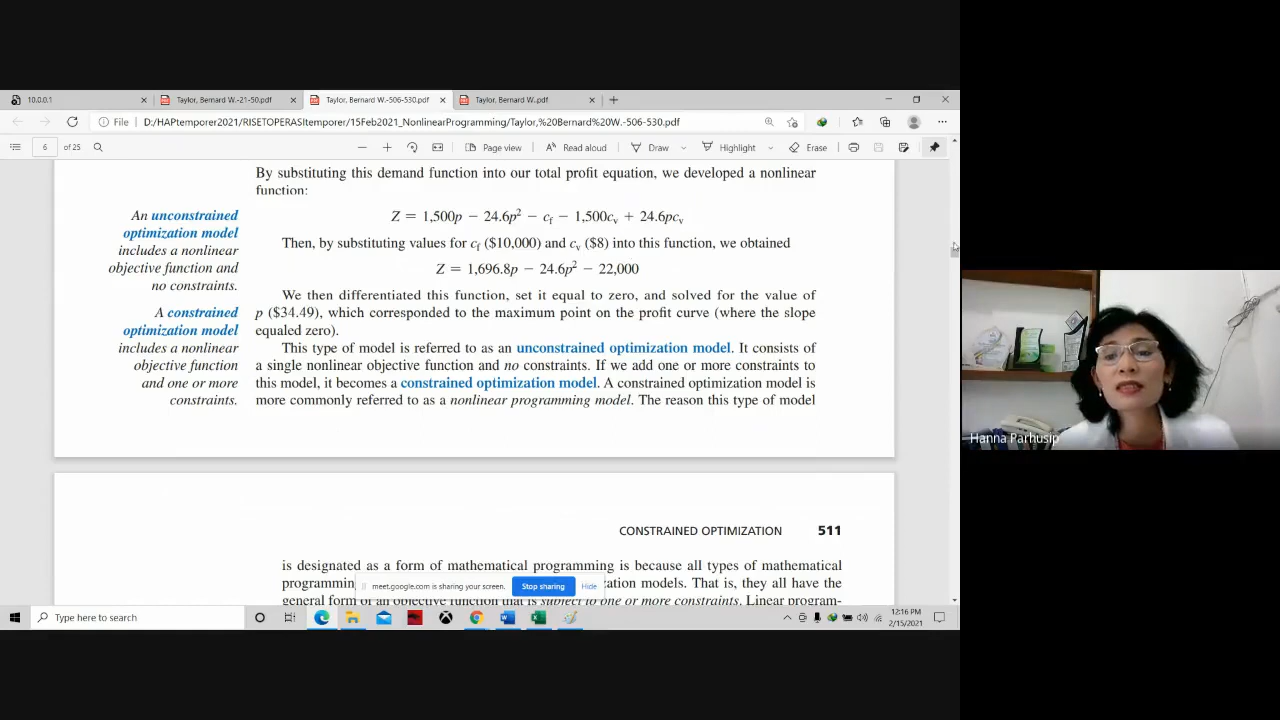 10.0.0.1
Taylor, Bernard W.-21-50.pdf
Taylor, Bernard W.-506-530.pdf
Taylor, Bernard W..pdf
File
D:/HAPtemporer2021/RISETOPERASItemporer/15Feb2021_NonlinearProgramming/Taylor,%20Bernard%20W.-506-530.pdf
6 of 25
Page view
Read aloud
Draw
Highlight
Erase
By substituting this demand function into our total profit equation, we developed a nonlinear
function:
Z = 1,500p − 24.6p² − cf − 1,500cv + 24.6pcv
Then, by substituting values for cf ($10,000) and cv ($8) into this function, we obtained
Z = 1,696.8p − 24.6p² − 22,000
We then differentiated this function, set it equal to zero, and solved for the value of
p ($34.49), which corresponded to the maximum point on the profit curve (where the slope
equaled zero).
This type of model is referred to as an unconstrained optimization model. It consists of
a single nonlinear objective function and no constraints. If we add one or more constraints to
this model, it becomes a constrained optimization model. A constrained optimization model is
more commonly referred to as a nonlinear programming model. The reason this type of model
An unconstrained
optimization model
includes a nonlinear
objective function and
no constraints.
A constrained
optimization model
includes a nonlinear
objective function
and one or more
constraints.
CONSTRAINED OPTIMIZATION 511
is designated as a form of mathematical programming is because all types of mathematical
programming
zation models. That is, they all have the
general form of an objective function that is subject to one or more constraints. Linear program-
meet.google.com is sharing your screen.
Stop sharing
Hide
Type here to search
12:16 PM
2/15/2021
Hanna Parhusip